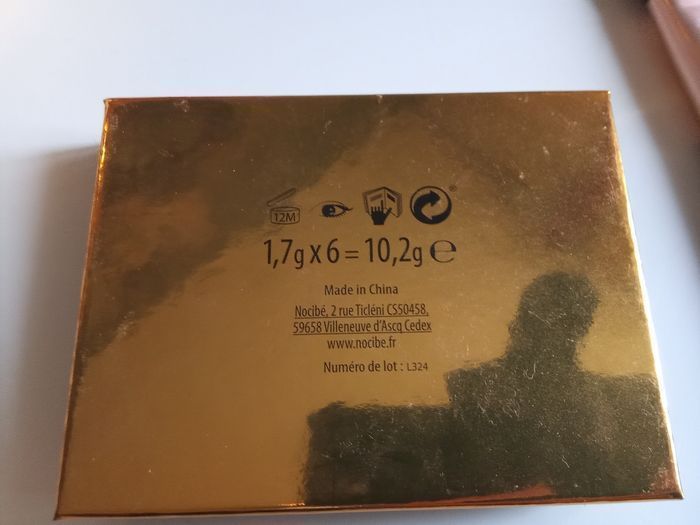 12M
1,7g x 6 = 10,2g ℮
Made in China
Nocibé, 2 rue Ticléni CS50458,
59658 Villeneuve d'Ascq Cedex
www.nocibe.fr
Numéro de lot : L324